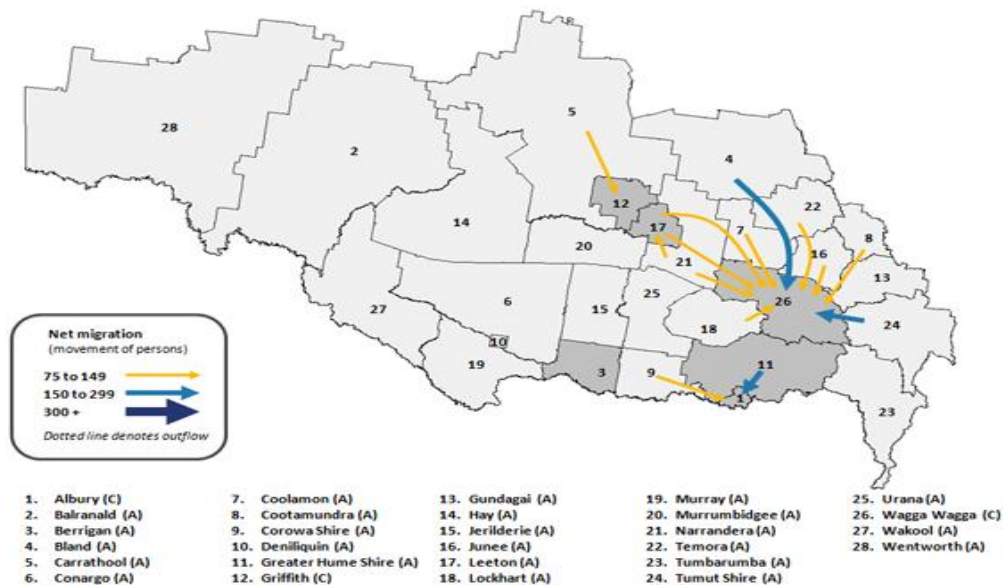 28
5
4
2
12
22
17
7
8
14
16
20
21
13
26
6
25
27
15
18
24
10
11
19
3
9
1
23
Net migration
(movement of persons)
75 to 149
150 to 299
300 +
Dotted line denotes outflow
1. Albury (C)
2. Balranald (A)
3. Berrigan (A)
4. Bland (A)
5. Carrathool (A)
6. Conargo (A)
7. Coolamon (A)
8. Cootamundra (A)
9. Corowa Shire (A)
10. Deniliquin (A)
11. Greater Hume Shire (A)
12. Griffith (C)
13. Gundagai (A)
14. Hay (A)
15. Jerilderie (A)
16. Junee (A)
17. Leeton (A)
18. Lockhart (A)
19. Murray (A)
20. Murrumbidgee (A)
21. Narrandera (A)
22. Temora (A)
23. Tumbarumba (A)
24. Tumut Shire (A)
25. Urana (A)
26. Wagga Wagga (C)
27. Wakool (A)
28. Wentworth (A)